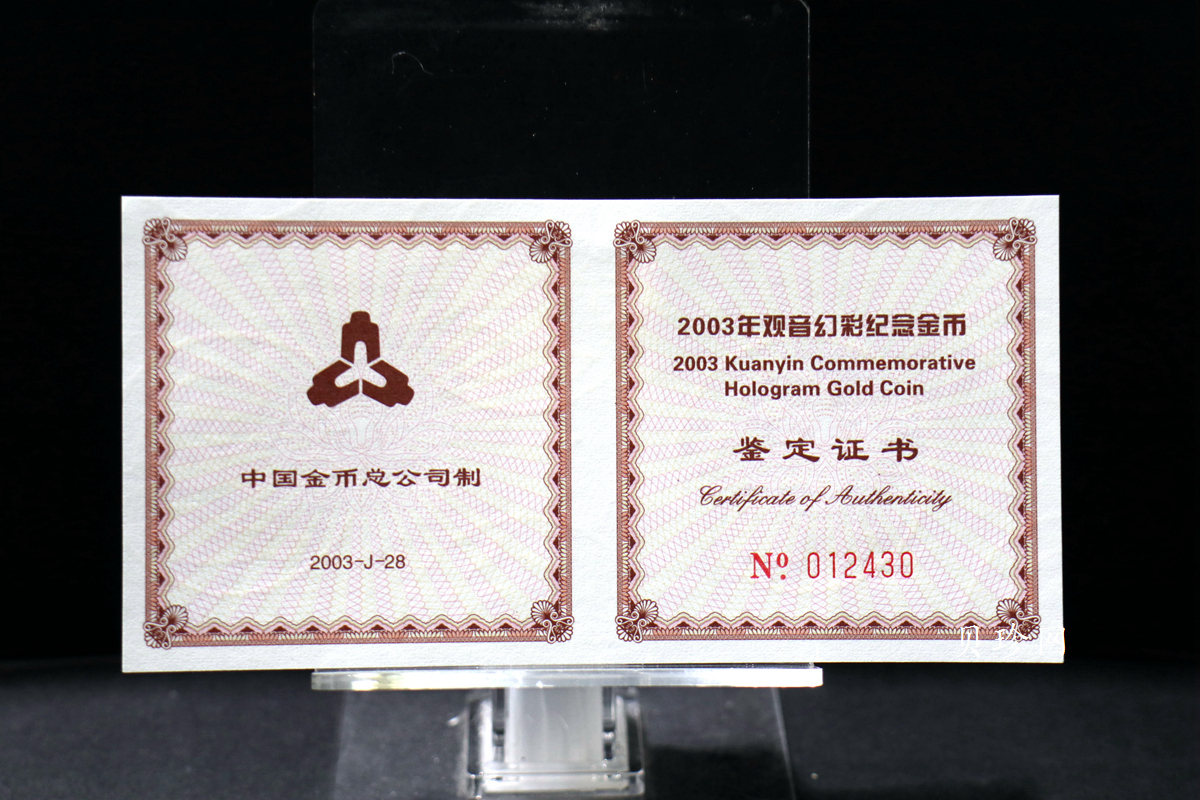 中国金币总公司制
2003-J-28
2003年观音幻彩纪念金币
2003 Kuanyin Commemorative
Hologram Gold Coin
鉴定证书
Certificate of Authenticity
Nº 012430